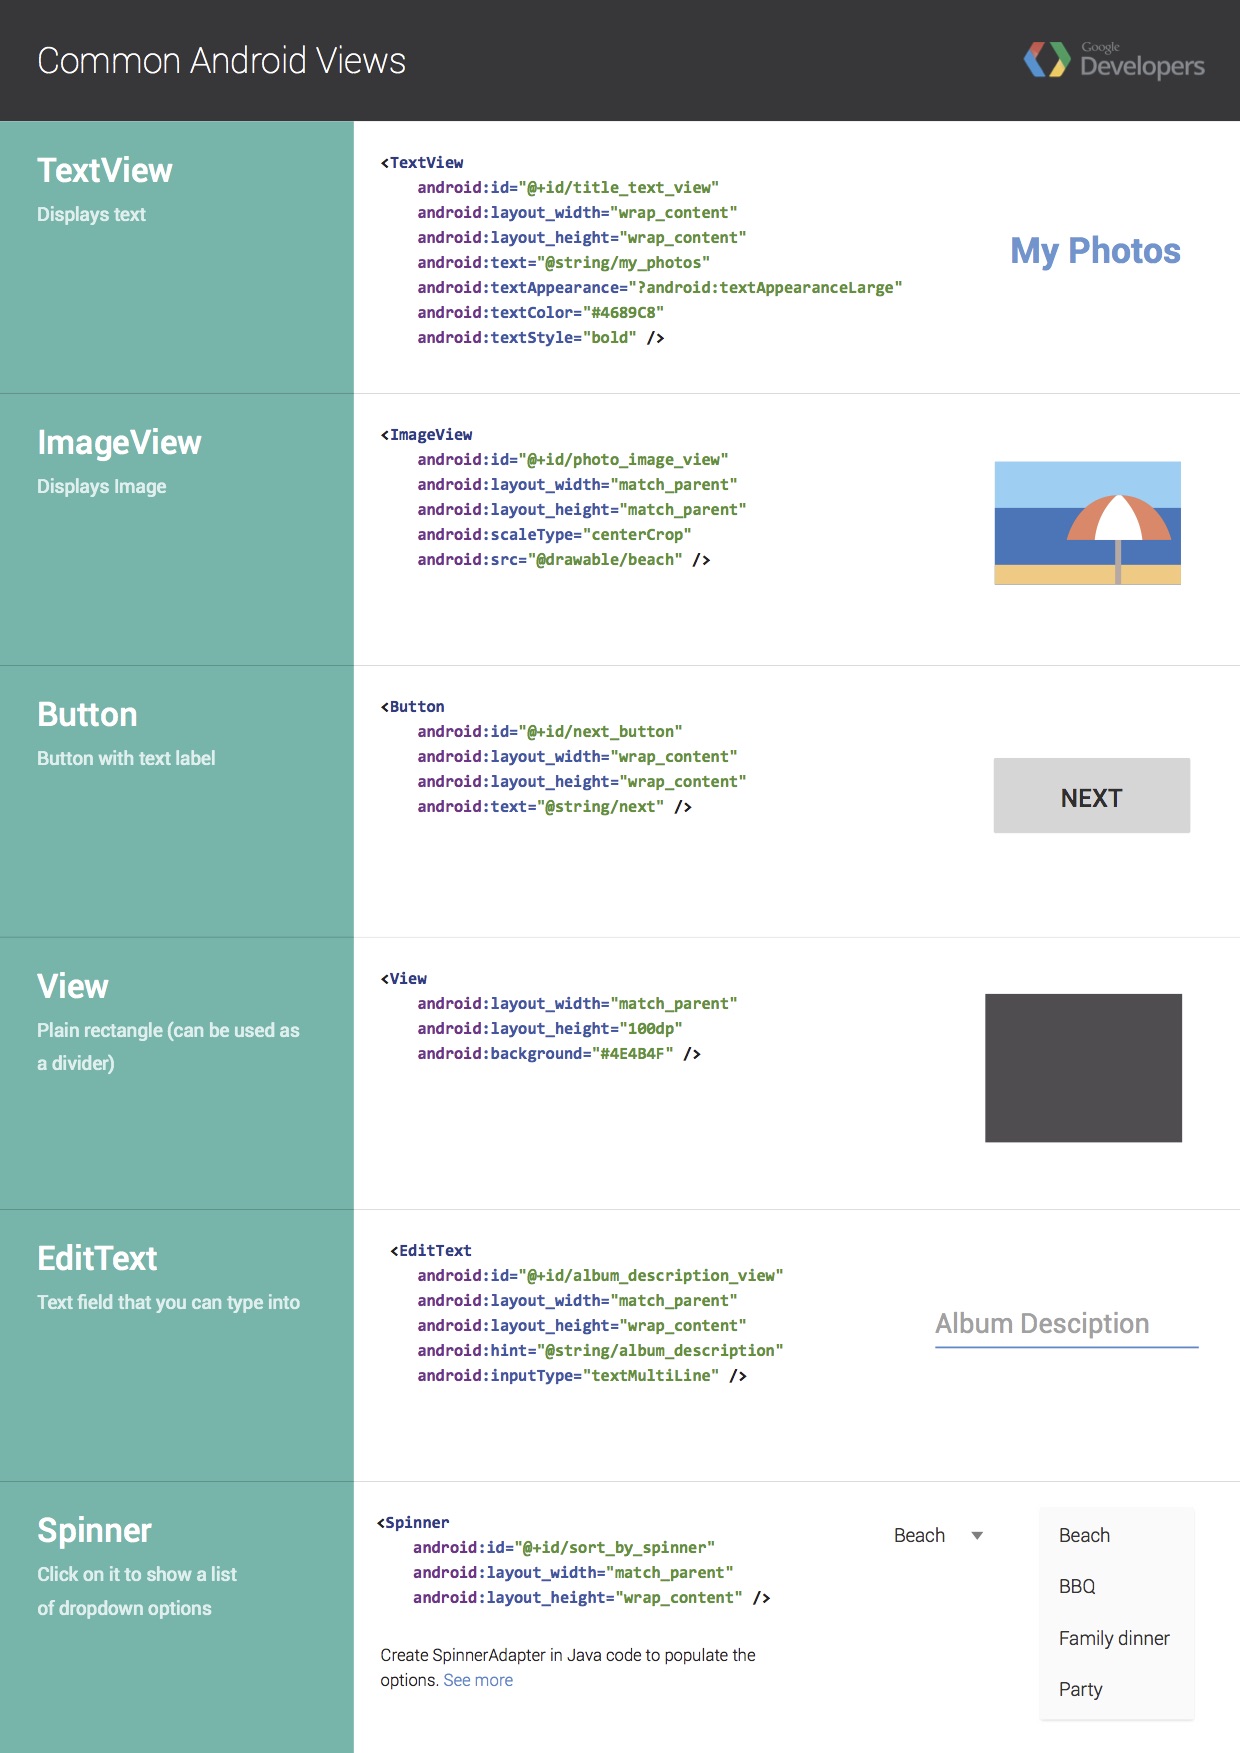 Common Android Views
Google
Developers
TextView
Displays text
<TextView
android:id="@+id/title_text_view"
android:layout_width="wrap_content"
android:layout_height="wrap_content"
android:text="@string/my_photos"
android:textAppearance="?android:textAppearanceLarge"
android:textColor="#4689C8"
android:textStyle="bold" />
My Photos
ImageView
Displays Image
<ImageView
android:id="@+id/photo_image_view"
android:layout_width="match_parent"
android:layout_height="match_parent"
android:scaleType="centerCrop"
android:src="@drawable/beach" />
Button
Button with text label
<Button
android:id="@+id/next_button"
android:layout_width="wrap_content"
android:layout_height="wrap_content"
android:text="@string/next" />
NEXT
View
Plain rectangle (can be used as
a divider)
<View
android:layout_width="match_parent"
android:layout_height="100dp"
android:background="#4E4B4F" />
EditText
Text field that you can type into
<EditText
android:id="@+id/album_description_view"
android:layout_width="match_parent"
android:layout_height="wrap_content"
android:hint="@string/album_description"
android:inputType="textMultiLine" />
Album Desciption
Spinner
Click on it to show a list
of dropdown options
<Spinner
android:id="@+id/sort_by_spinner"
android:layout_width="match_parent"
android:layout_height="wrap_content" />
Create SpinnerAdapter in Java code to populate the
options. See more
Beach
Beach
BBQ
Family dinner
Party